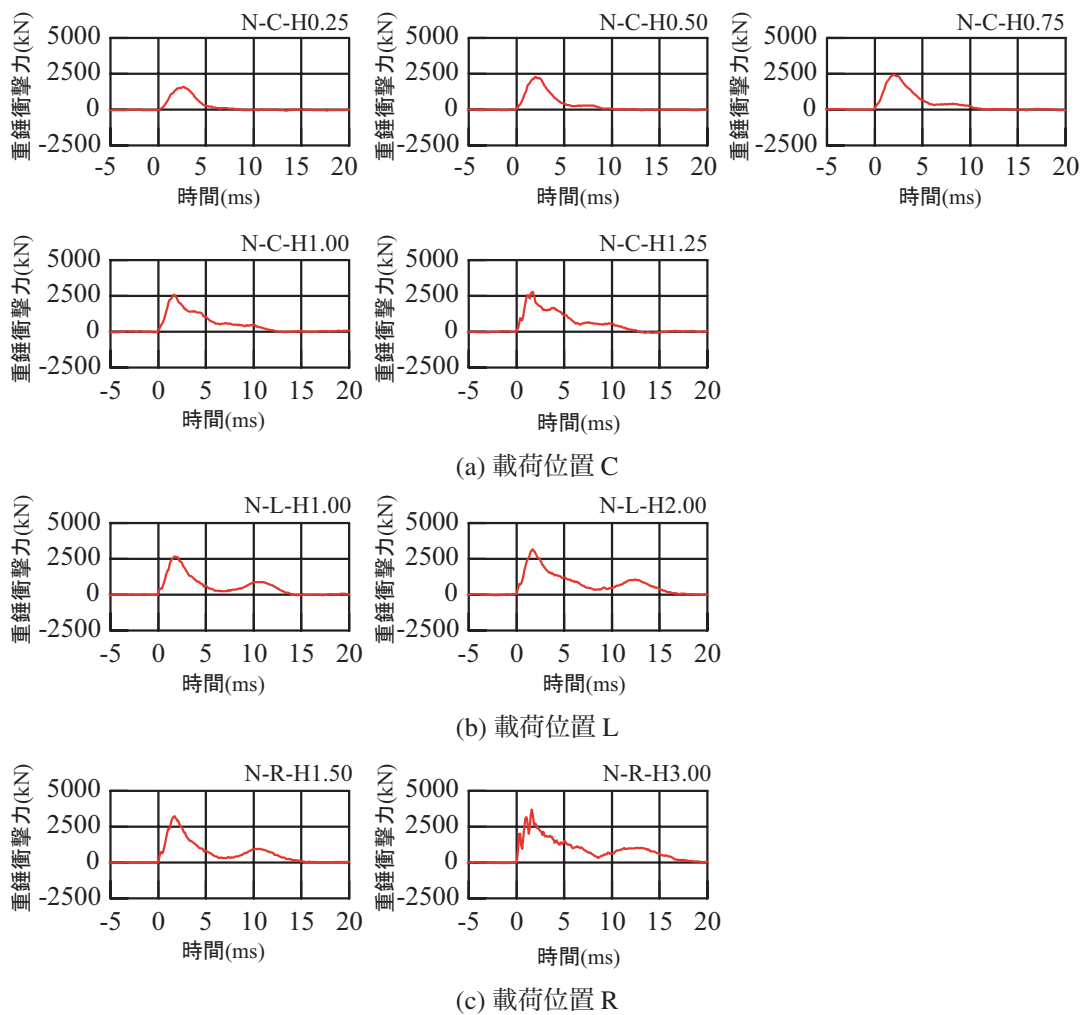 N-C-H0.25 N-C-H0.50 N-C-H0.75
重錘衝撃力(kN) 重錘衝撃力(kN) 重錘衝撃力(kN)
5000 5000 5000
2500 2500 2500
0 0 0
-2500 -2500 -2500
-5 0 5 10 15 20 -5 0 5 10 15 20 -5 0 5 10 15 20
時間(ms) 時間(ms) 時間(ms)
N-C-H1.00 N-C-H1.25
重錘衝撃力(kN) 重錘衝撃力(kN)
5000 5000
2500 2500
0 0
-2500 -2500
-5 0 5 10 15 20 -5 0 5 10 15 20
時間(ms) 時間(ms)
(a) 載荷位置 C
N-L-H1.00 N-L-H2.00
重錘衝撃力(kN) 重錘衝撃力(kN)
5000 5000
2500 2500
0 0
-2500 -2500
-5 0 5 10 15 20 -5 0 5 10 15 20
時間(ms) 時間(ms)
(b) 載荷位置 L
N-R-H1.50 N-R-H3.00
重錘衝撃力(kN) 重錘衝撃力(kN)
5000 5000
2500 2500
0 0
-2500 -2500
-5 0 5 10 15 20 -5 0 5 10 15 20
時間(ms) 時間(ms)
(c) 載荷位置 R